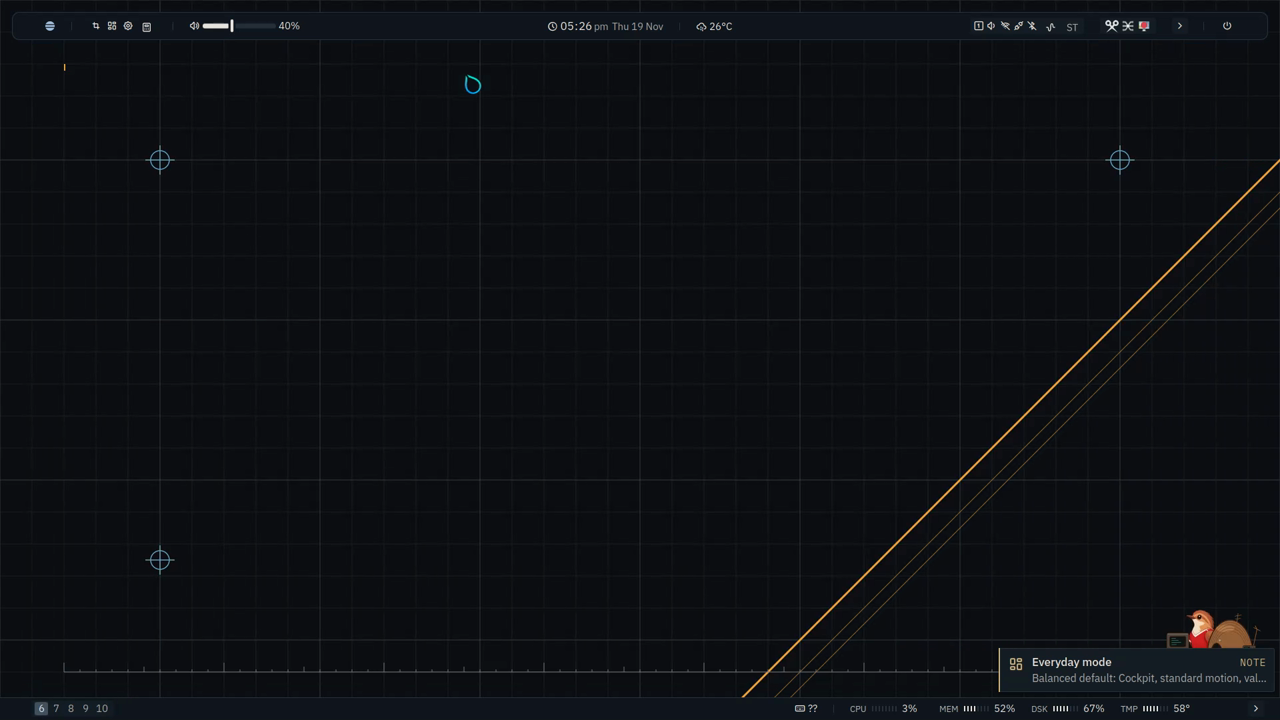 40%
05:26 pm Thu 19 Nov
26°C
ST
Everyday mode
NOTE
Balanced default: Cockpit, standard motion, val...
6 7 8 9 10
??
CPU 3%
MEM 52%
DSK 67%
TMP 58°